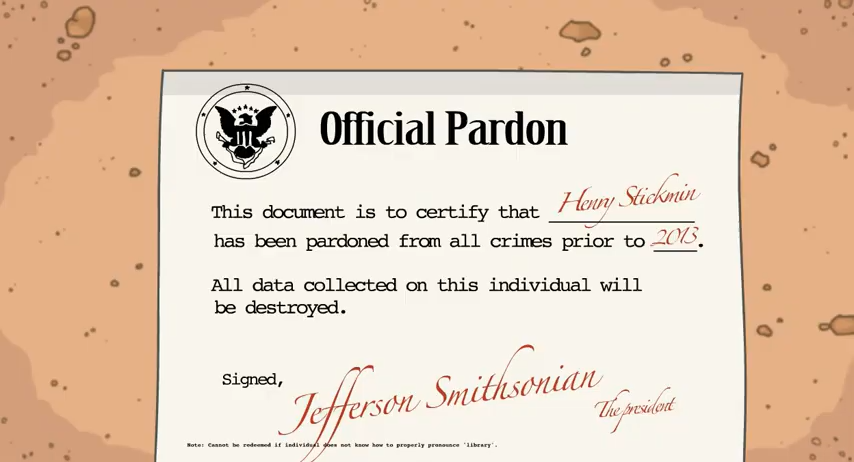 Official Pardon
This document is to certify that Henry Stickmin
has been pardoned from all crimes prior to 2013.
All data collected on this individual will
be destroyed.
Signed, Jefferson Smithsonian
The president
Note: Cannot be redeemed if individual does not know how to properly pronounce 'library'.